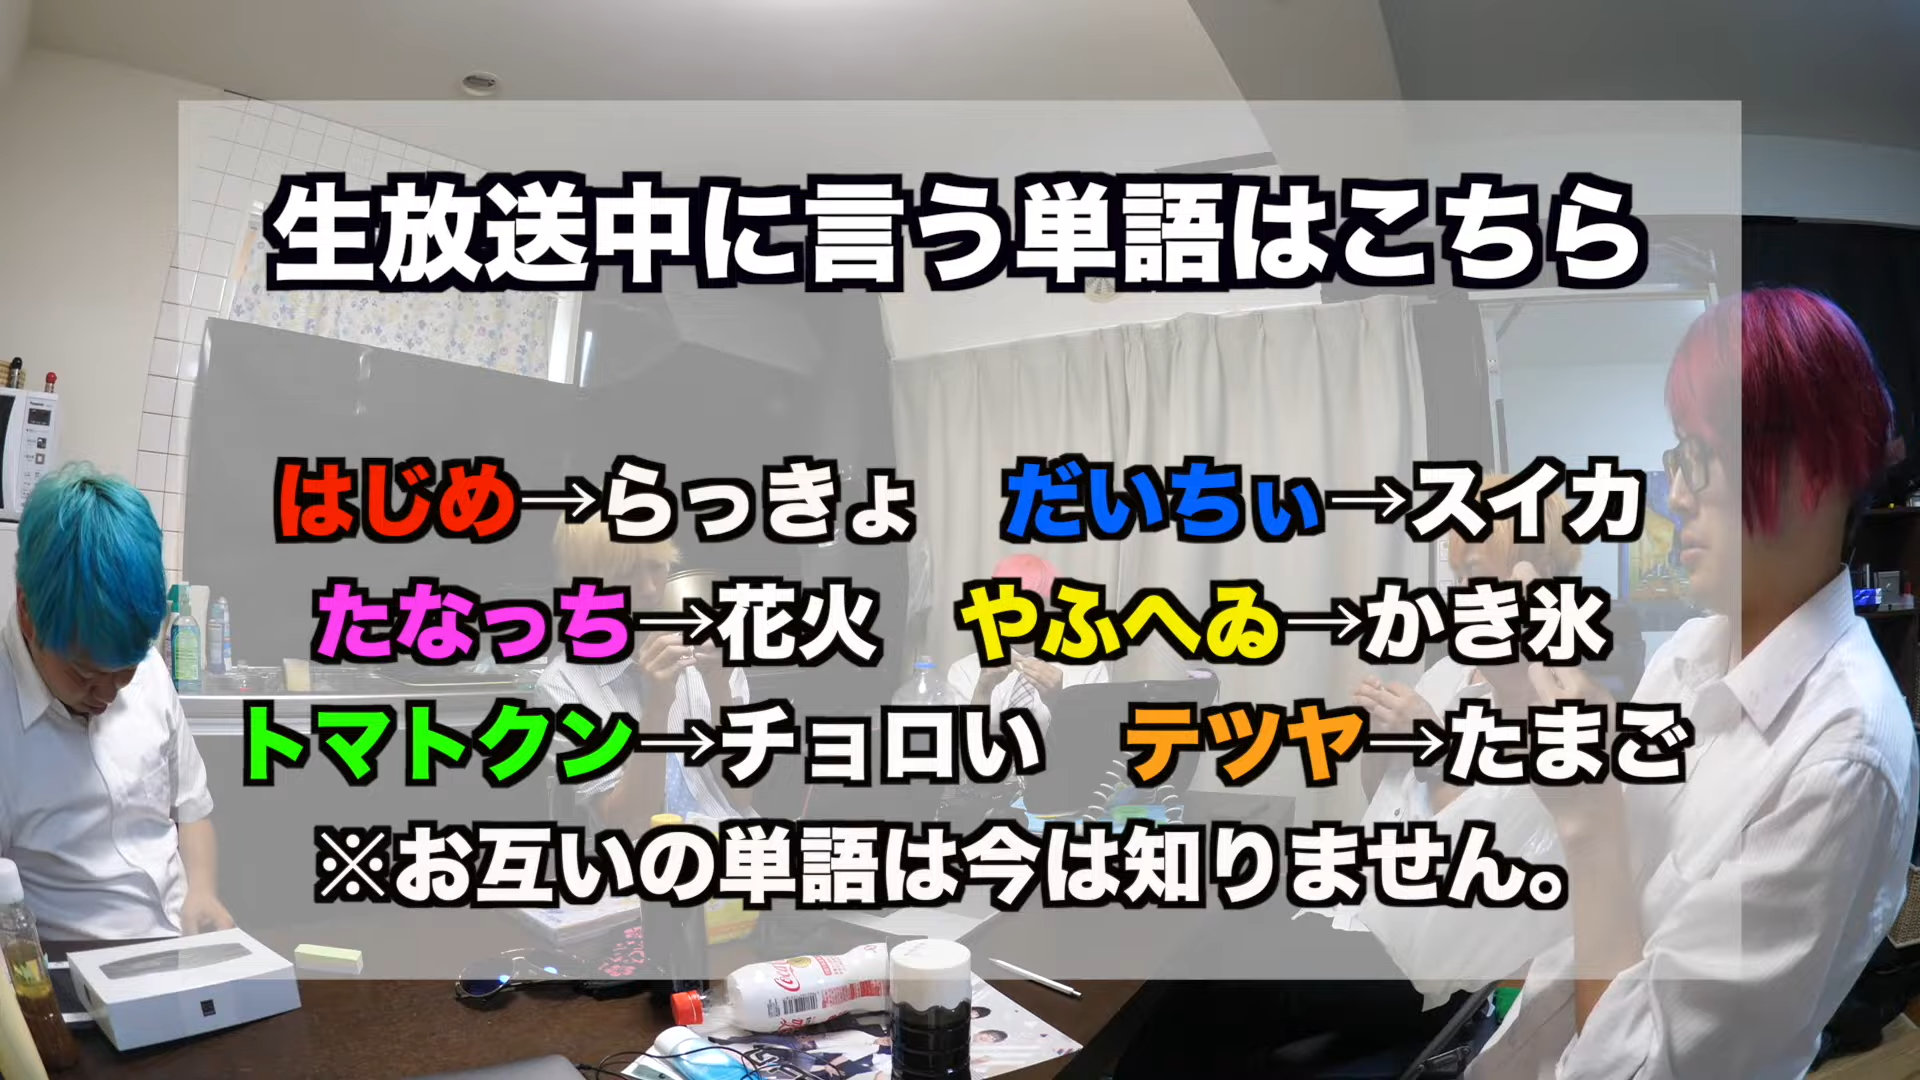 生放送中に言う単語はこちら
はじめ→らっきょ　だいちぃ→スイカ
たなっち→花火　やふへゐ→かき氷
トマトクン→チョロい　テツヤ→たまご
※お互いの単語は今は知りません。
Coca-Cola